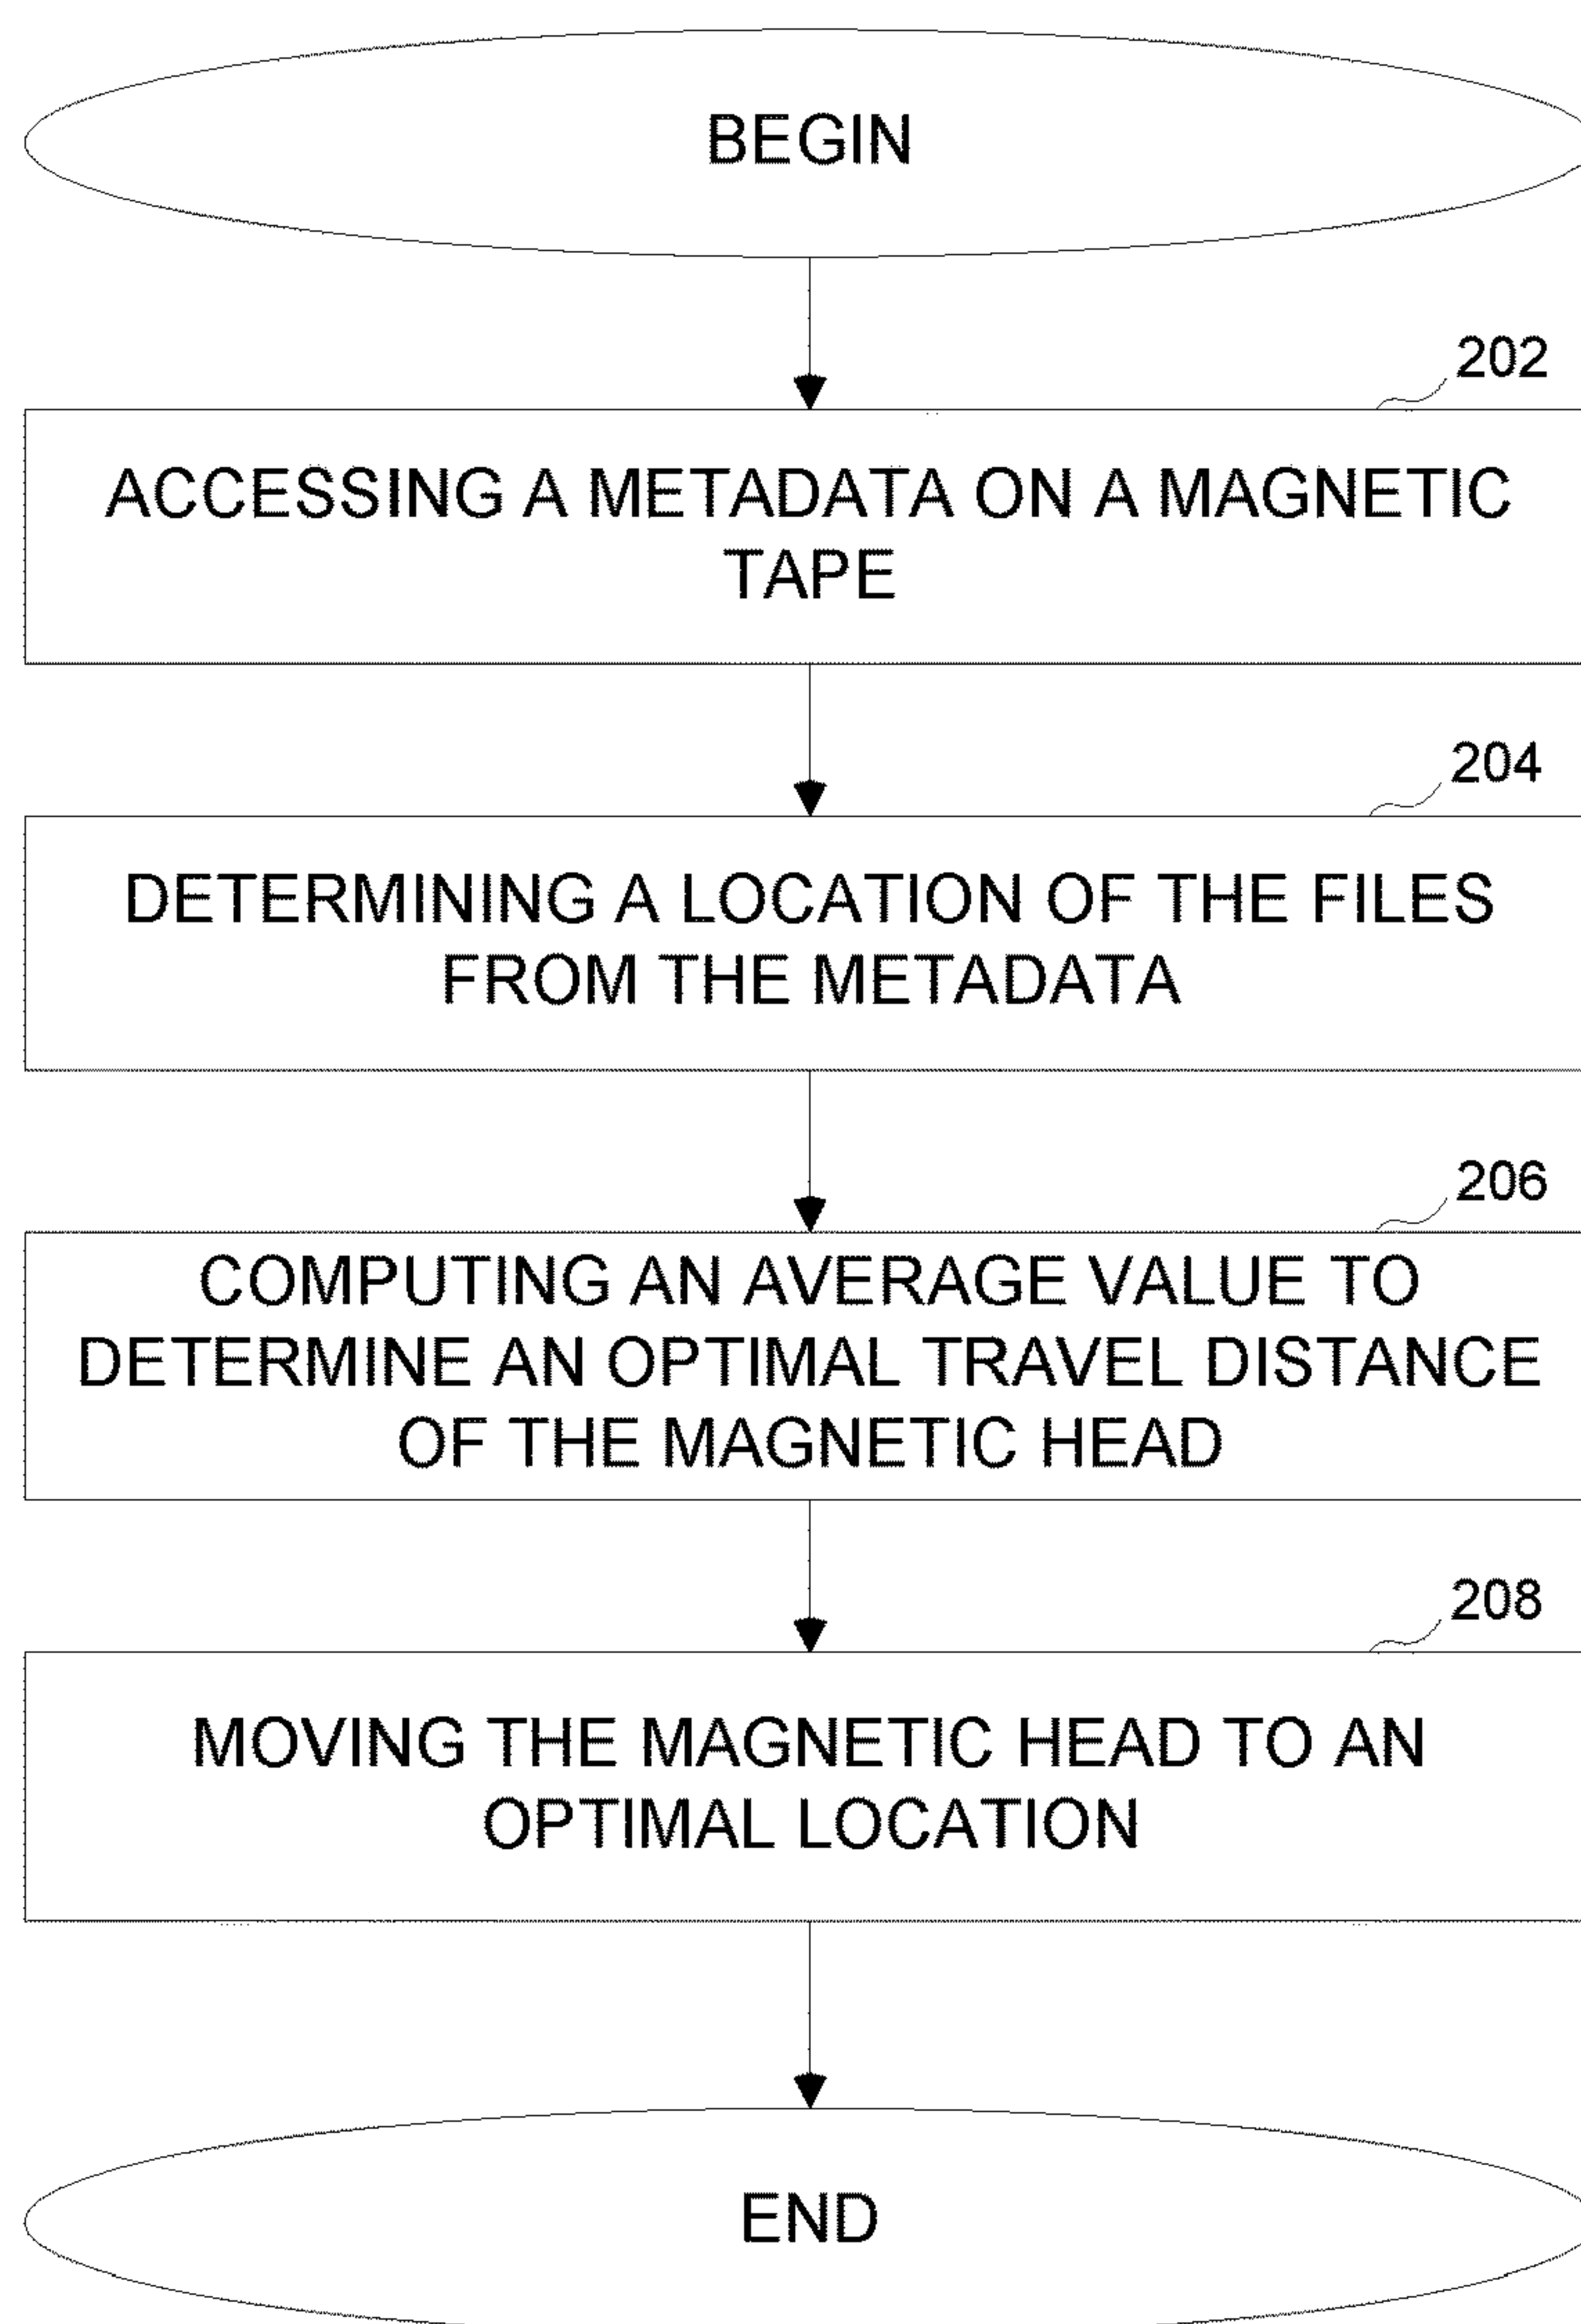 BEGIN
202
ACCESSING A METADATA ON A MAGNETIC
TAPE
204
DETERMINING A LOCATION OF THE FILES
FROM THE METADATA
206
COMPUTING AN AVERAGE VALUE TO
DETERMINE AN OPTIMAL TRAVEL DISTANCE
OF THE MAGNETIC HEAD
208
MOVING THE MAGNETIC HEAD TO AN
OPTIMAL LOCATION
END